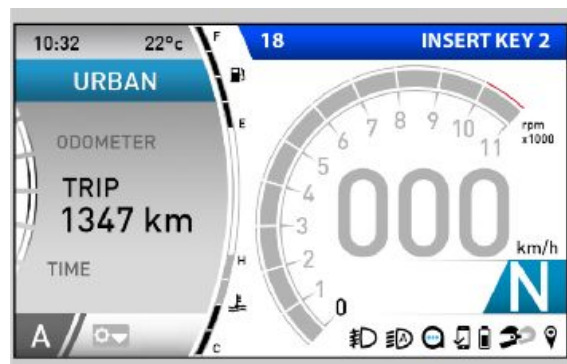 10:32 22°c
URBAN
ODOMETER
TRIP
1347 km
TIME
A
F
E
H
C
18 INSERT KEY 2
0
1
2
3
4
5
6
7
8
9
10
11
rpm
x1000
000
km/h
N
A